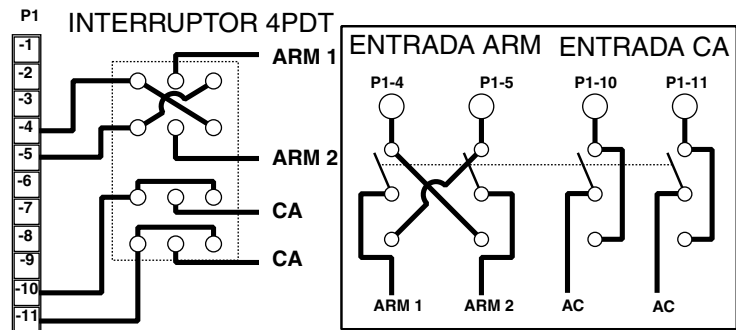 P1
INTERRUPTOR 4PDT
-1
-2
-3
-4
-5
-6
-7
-8
-9
-10
-11
ARM 1
ARM 2
CA
CA
ENTRADA ARM
ENTRADA CA
P1-4
P1-5
P1-10
P1-11
ARM 1
ARM 2
AC
AC